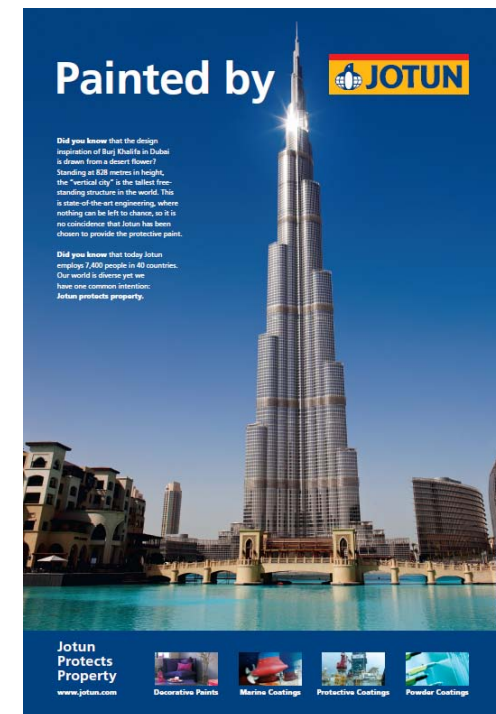 Painted by
JOTUN
Did you know that the design
inspiration of Burj Khalifa in Dubai
is drawn from a desert flower?
Standing at 828 metres in height,
the "vertical city" is the tallest free-
standing structure in the world. This
is state-of-the-art engineering, where
nothing can be left to chance, so it is
no coincidence that Jotun has been
chosen to provide the protective paint.
Did you know that today Jotun
employs 7,400 people in 40 countries.
Our world is diverse yet we
have one common intention:
Jotun protects property.
Jotun
Protects
Property
www.jotun.com
Decorative Paints
Marine Coatings
Protective Coatings
Powder Coatings